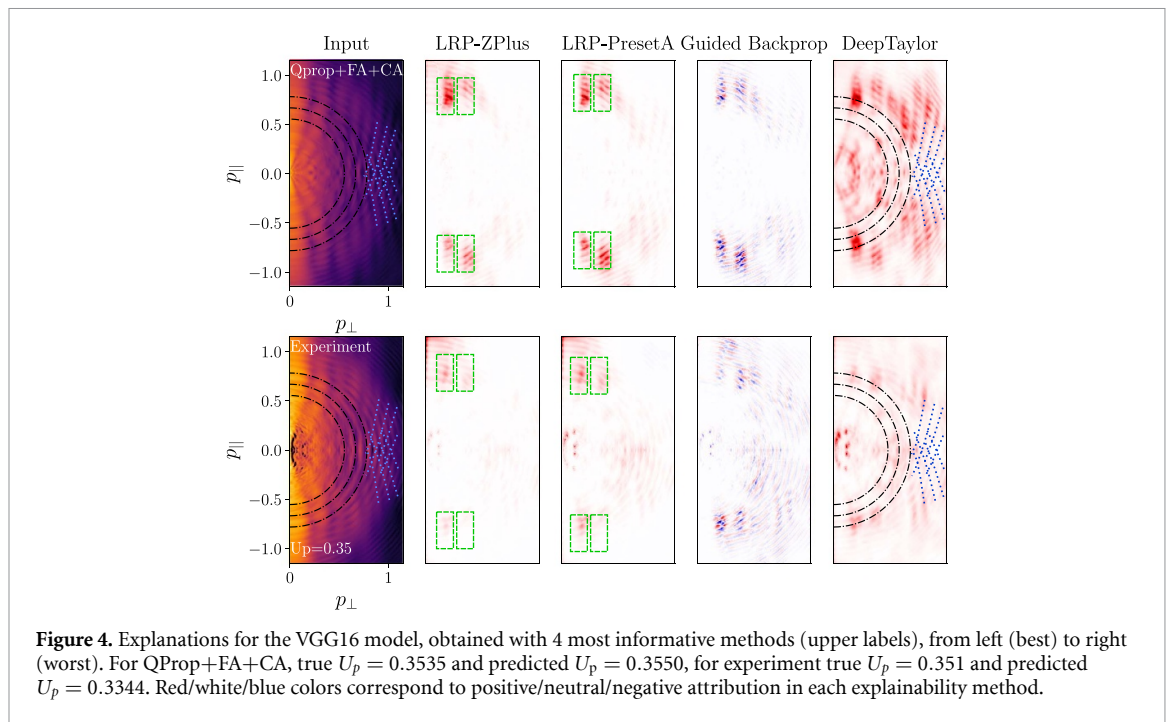 Input LRP-ZPlus LRP-PresetA Guided Backprop DeepTaylor
Qprop+FA+CA
1.0
0.5
p||
0.0
−0.5
−1.0
0 1
p⊥
Experiment
1.0
0.5
p||
0.0
−0.5
−1.0
Up=0.35
0 1
p⊥
Figure 4. Explanations for the VGG16 model, obtained with 4 most informative methods (upper labels), from left (best) to right
(worst). For QProp+FA+CA, true Up = 0.3535 and predicted Up = 0.3550, for experiment true Up = 0.351 and predicted
Up = 0.3344. Red/white/blue colors correspond to positive/neutral/negative attribution in each explainability method.